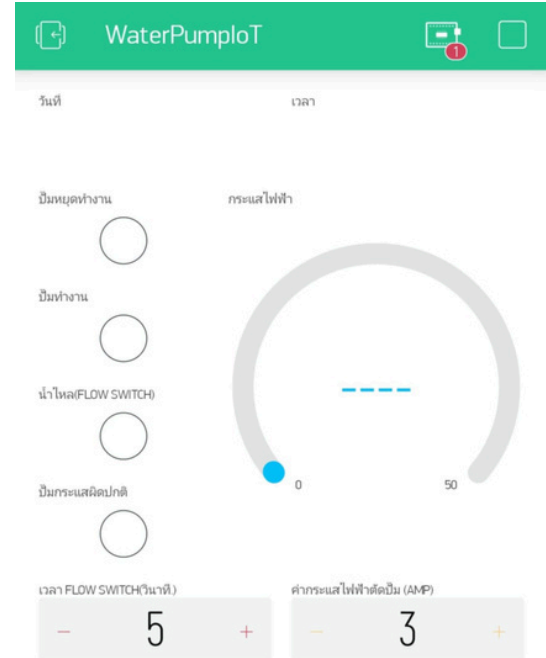 WaterPumpIoT
1
วันที่
เวลา
ปั๊มหยุดทำงาน
กระแสไฟฟ้า
ปั๊มทำงาน
น้ำไหล(FLOW SWITCH)
----
0
50
ปั๊มกระแสผิดปกติ
เวลา FLOW SWITCH(วินาที.)
ค่ากระแสไฟฟ้าตัดปั๊ม (AMP)
- 5 +
- 3 +